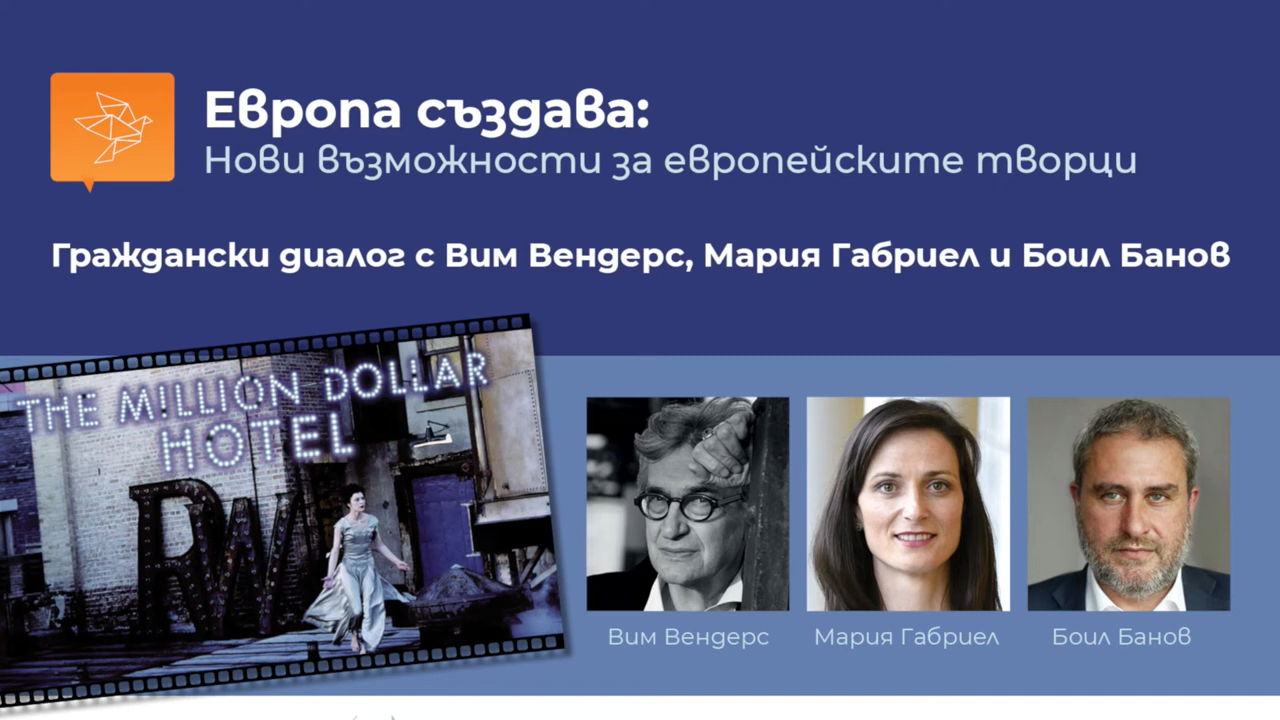 Европа създава:
Нови възможности за европейските творци
Граждански диалог с Вим Вендерс, Мария Габриел и Боил Банов
THE MILLION DOLLAR
HOTEL
RW
Вим Вендерс
Мария Габриел
Боил Банов